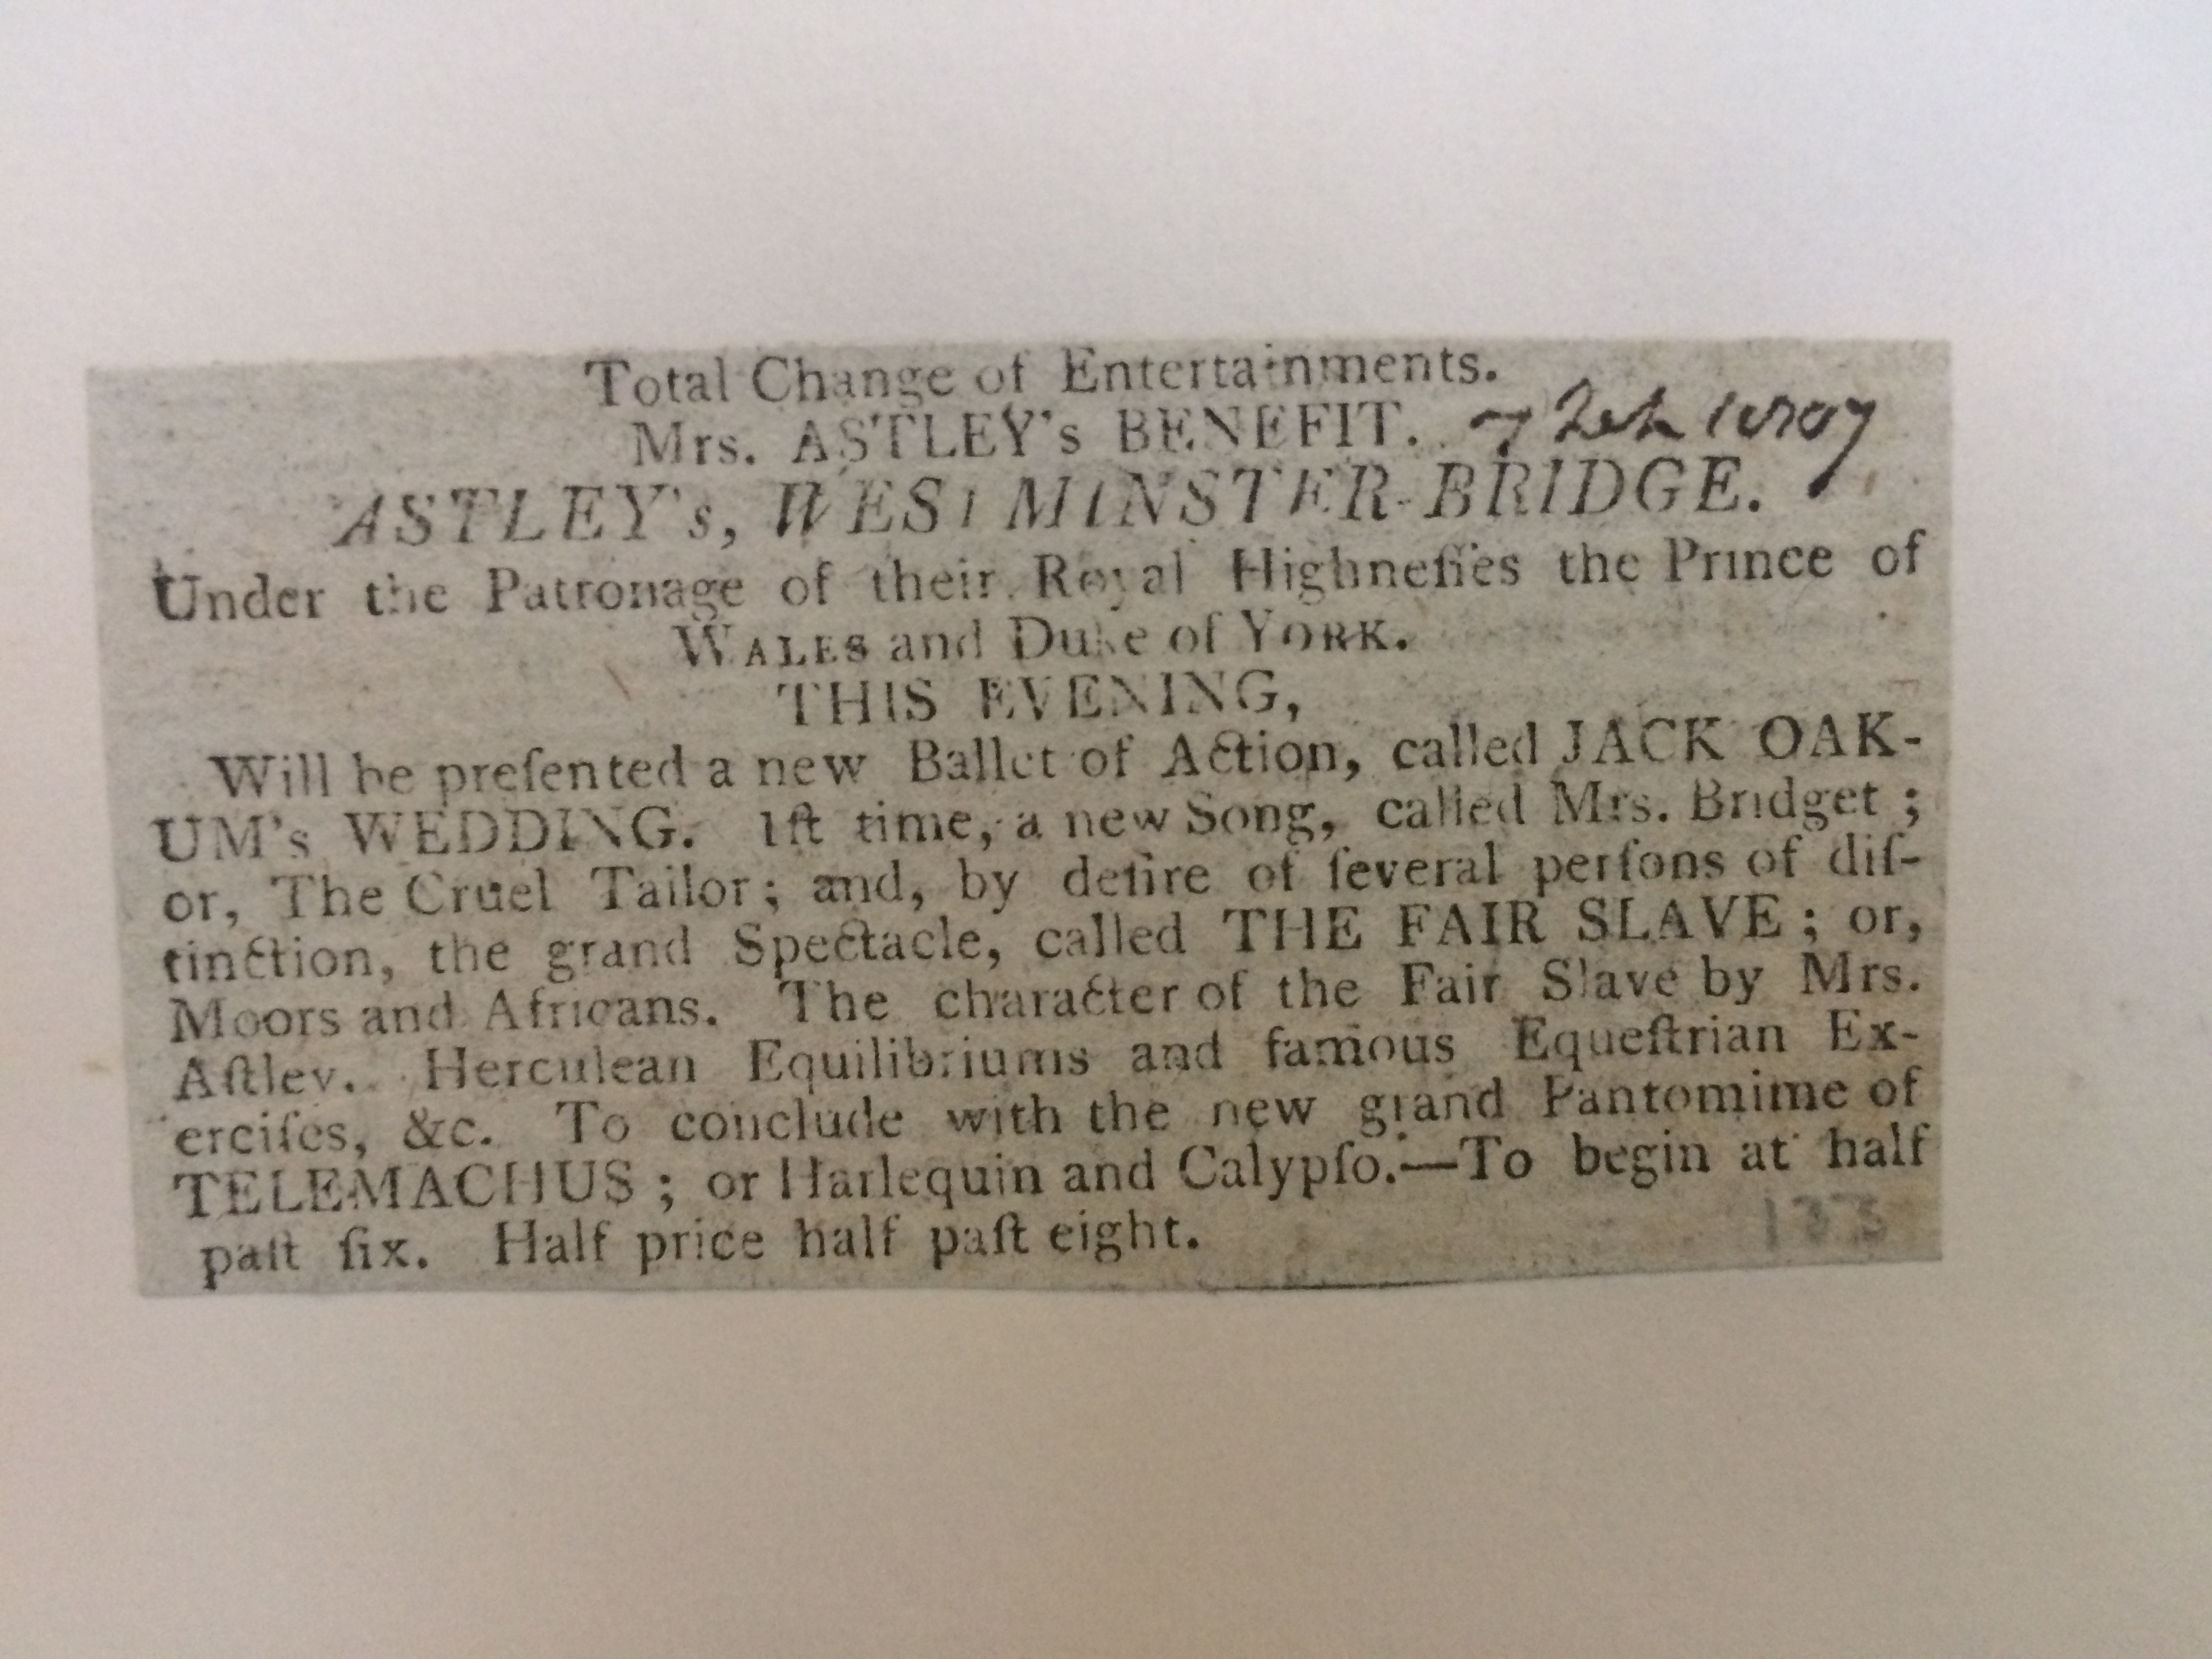 Total Change of Entertainments.
Mrs. ASTLEY's BENEFIT.
ASTLEY's, WESTMINSTER-BRIDGE.
Under the Patronage of their Royal Highneſſes the Prince of
WALES and Duke of YORK.
THIS EVENING,
Will be preſented a new Ballet of Action, called JACK OAK-
UM's WEDDING. 1ſt time, a new Song, called Mrs. Bridget ;
or, The Cruel Tailor ; and, by deſire of ſeveral perſons of diſ-
tinction, the grand Spectacle, called THE FAIR SLAVE ; or,
Moors and Africans. The character of the Fair Slave by Mrs.
Aſtley. Herculean Equilibriums and famous Equeſtrian Ex-
erciſes, &c. To conclude with the new grand Pantomime of
TELEMACHUS ; or Harlequin and Calypſo.—To begin at half
paſt ſix. Half price half paſt eight.
133